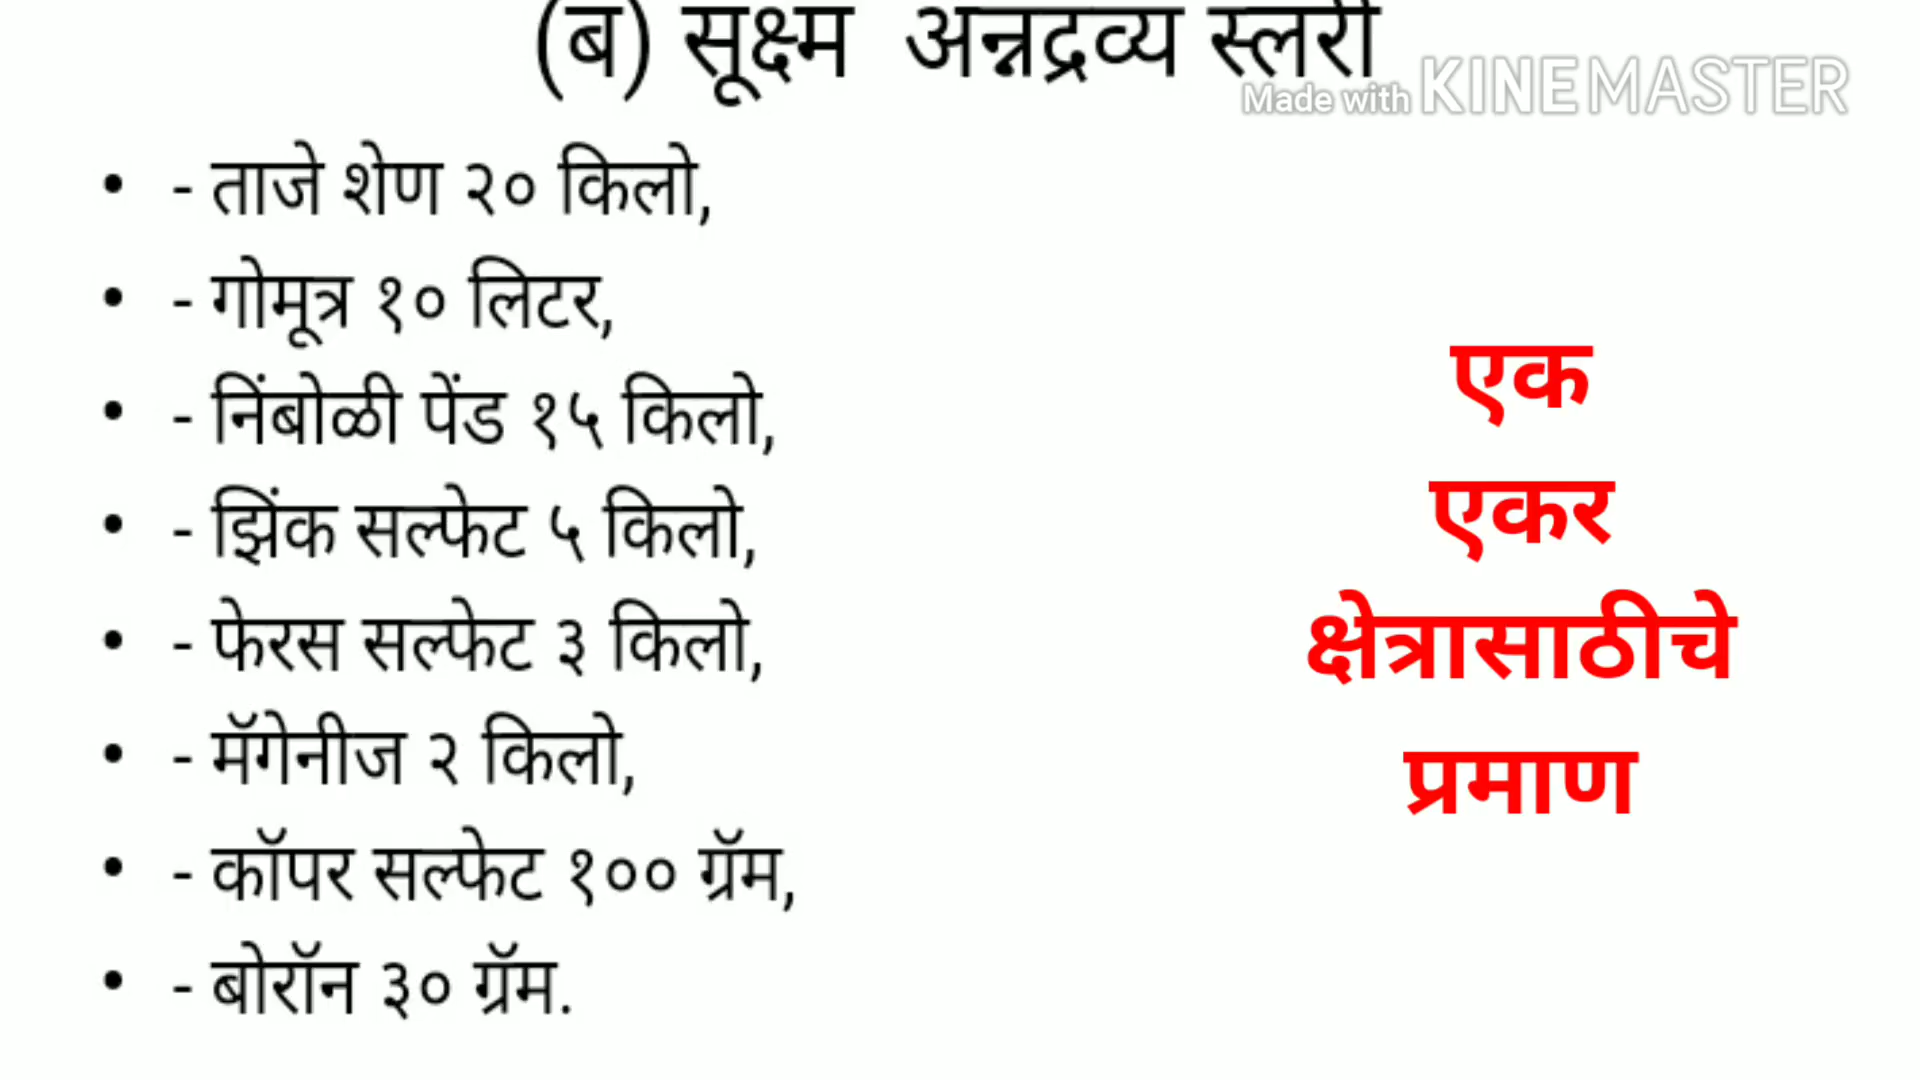 (ब) सूक्ष्म अन्नद्रव्य स्लरी
Made with KINEMASTER
• - ताजे शेण २० किलो,
• - गोमूत्र १० लिटर,
• - निंबोळी पेंड १५ किलो,
• - झिंक सल्फेट ५ किलो,
• - फेरस सल्फेट ३ किलो,
• - मॅगेनीज २ किलो,
• - कॉपर सल्फेट १०० ग्रॅम,
• - बोरॉन ३० ग्रॅम.
एक
एकर
क्षेत्रासाठीचे
प्रमाण